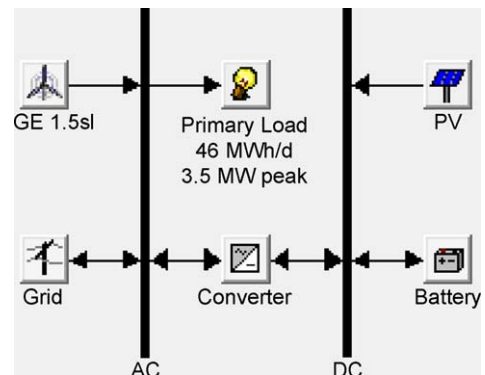 GE 1.5sl
Primary Load
46 MWh/d
3.5 MW peak
PV
Grid
Converter
Battery
AC
DC